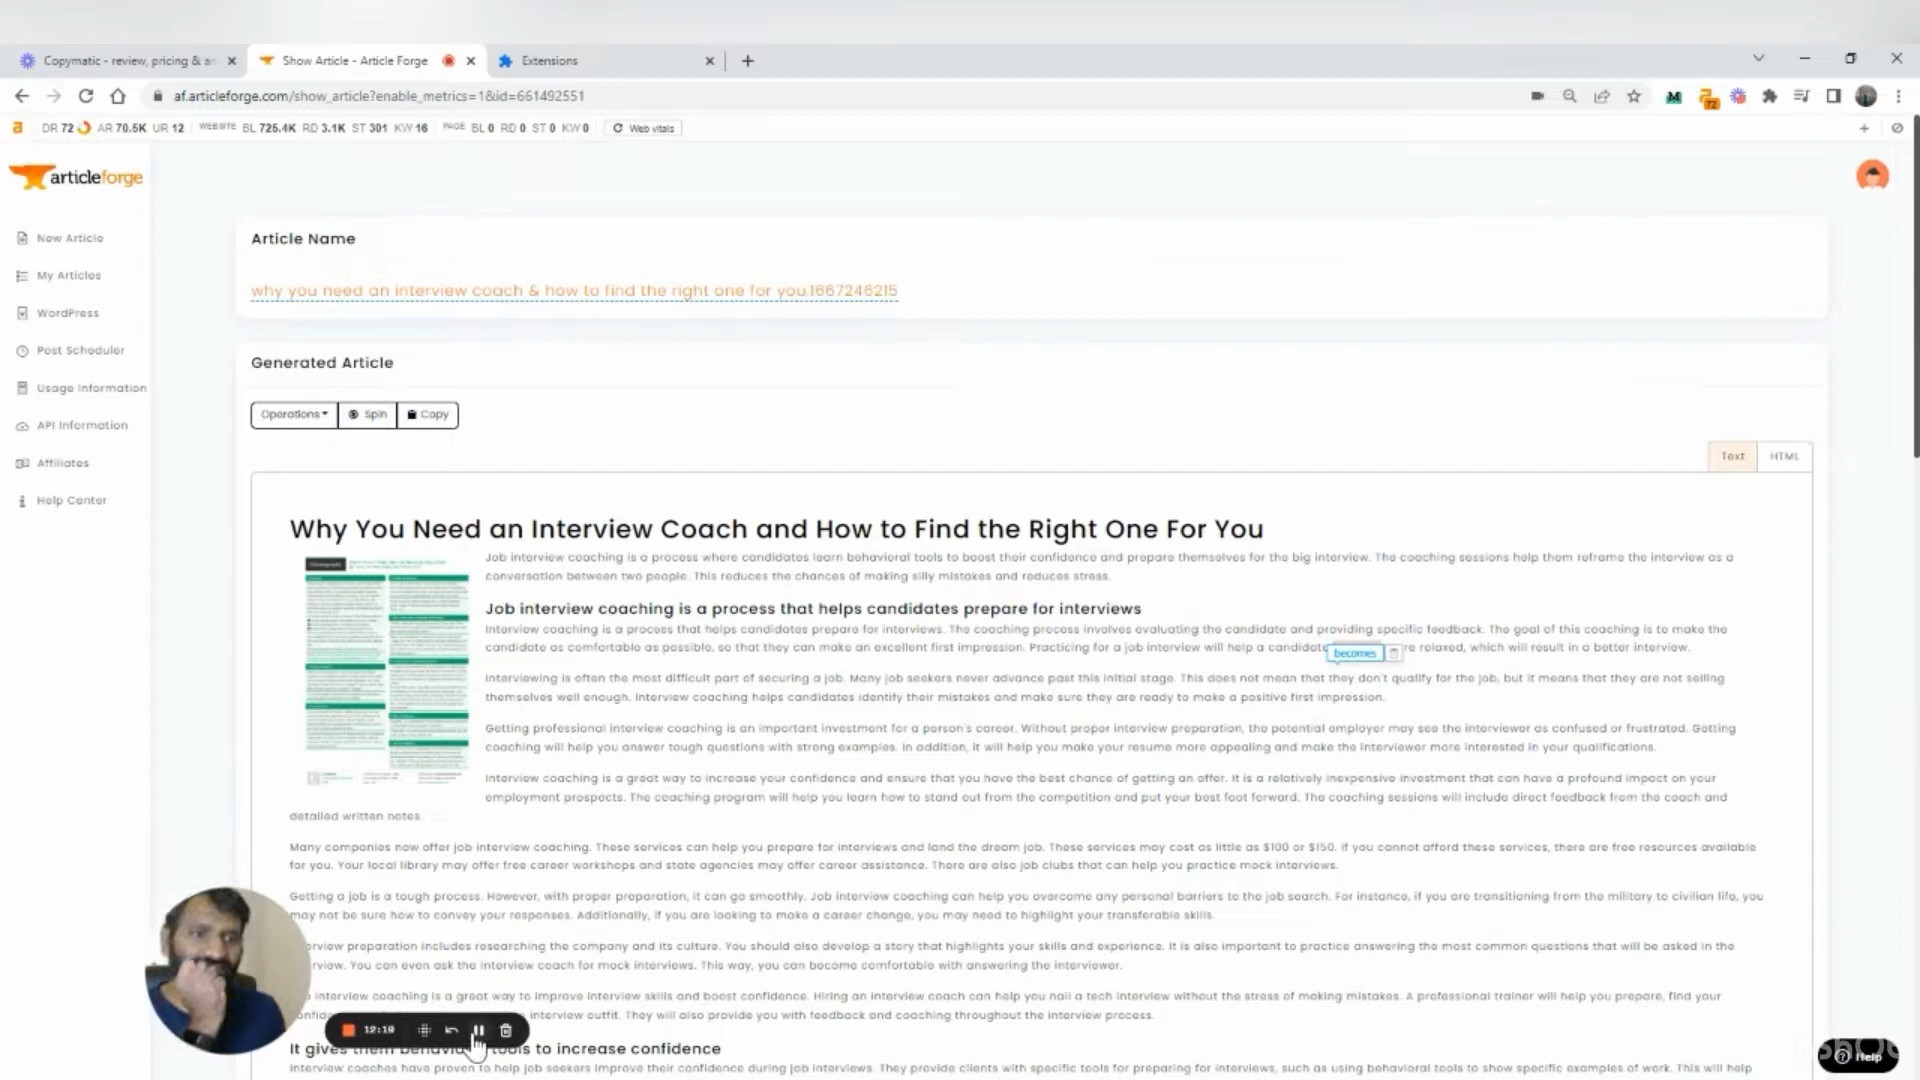 Copymatic - review, pricing & a
Show Article - Article Forge
Extensions
af.articleforge.com/show_article?enable_metrics=1&id=661492551
72
DR 72 AR 70.5K UR 12 WEBSITE BL 725.4K RD 3.1K ST 301 KW 16 PAGE BL 0 RD 0 ST 0 KW 0 Web vitals
articleforge
New Article
My Articles
WordPress
Post Scheduler
Usage Information
API Information
Affiliates
Help Center
Article Name
why you need an interview coach & how to find the right one for you.1667246215
Generated Article
Operations Spin Copy
Text HTML
Why You Need an Interview Coach and How to Find the Right One For You
Job interview coaching is a process where candidates learn behavioral tools to boost their confidence and prepare themselves for the big interview. The coaching sessions help them reframe the interview as a
conversation between two people. This reduces the chances of making silly mistakes and reduces stress.
Job interview coaching is a process that helps candidates prepare for interviews
Interview coaching is a process that helps candidates prepare for interviews. The coaching process involves evaluating the candidate and providing specific feedback. The goal of this coaching is to make the
candidate as comfortable as possible, so that they can make an excellent first impression. Practicing for a job interview will help a candidate becomes re relaxed, which will result in a better interview.
Interviewing is often the most difficult part of securing a job. Many job seekers never advance past this initial stage. This does not mean that they don't qualify for the job, but it means that they are not selling
themselves well enough. Interview coaching helps candidates identify their mistakes and make sure they are ready to make a positive first impression.
Getting professional interview coaching is an important investment for a person's career. Without proper interview preparation, the potential employer may see the interviewer as confused or frustrated. Getting
coaching will help you answer tough questions with strong examples. In addition, it will help you make your resume more appealing and make the interviewer more interested in your qualifications.
Interview coaching is a great way to increase your confidence and ensure that you have the best chance of getting an offer. It is a relatively inexpensive investment that can have a profound impact on your
employment prospects. The coaching program will help you learn how to stand out from the competition and put your best foot forward. The coaching sessions will include direct feedback from the coach and
detailed written notes.
Many companies now offer job interview coaching. These services can help you prepare for interviews and land the dream job. These services may cost as little as $100 or $150. If you cannot afford these services, there are free resources available
for you. Your local library may offer free career workshops and state agencies may offer career assistance. There are also job clubs that can help you practice mock interviews.
Getting a job is a tough process. However, with proper preparation, it can go smoothly. Job interview coaching can help you overcome any personal barriers to the job search. For instance, if you are transitioning from the military to civilian life, you
may not be sure how to convey your responses. Additionally, if you are looking to make a career change, you may need to highlight your transferable skills.
erview preparation includes researching the company and its culture. You should also develop a story that highlights your skills and experience. It is also important to practice answering the most common questions that will be asked in the
rview. You can even ask the interview coach for mock interviews. This way, you can become comfortable with answering the interviewer.
interview coaching is a great way to improve interview skills and boost confidence. Hiring an interview coach can help you nail a tech interview without the stress of making mistakes. A professional trainer will help you prepare, find your
confid interview outfit. They will also provide you with feedback and coaching throughout the interview process.
12:19
It gives them behavio tools to increase confidence
Interview coaches have proven to help job seekers improve their confidence during job interviews. They provide clients with specific tools for preparing for interviews, such as using behavioral tools to show specific examples of work. This will help
Help